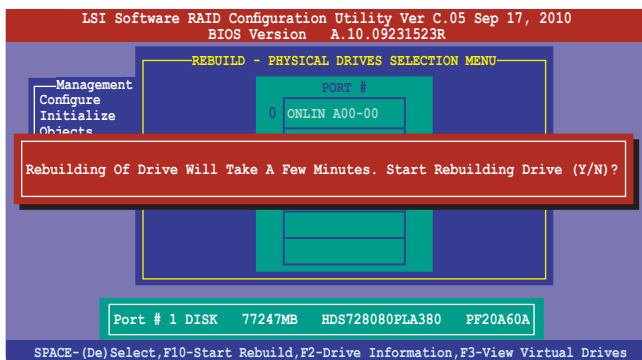 LSI Software RAID Configuration Utility Ver C.05 Sep 17, 2010
BIOS Version A.10.09231523R
REBUILD - PHYSICAL DRIVES SELECTION MENU
Management
Configure
Initialize
Objects
PORT #
0 ONLIN A00-00
Rebuilding Of Drive Will Take A Few Minutes. Start Rebuilding Drive (Y/N)?
Port # 1 DISK 77247MB HDS728080PLA380 PF20A60A
SPACE-(De)Select,F10-Start Rebuild,F2-Drive Information,F3-View Virtual Drives